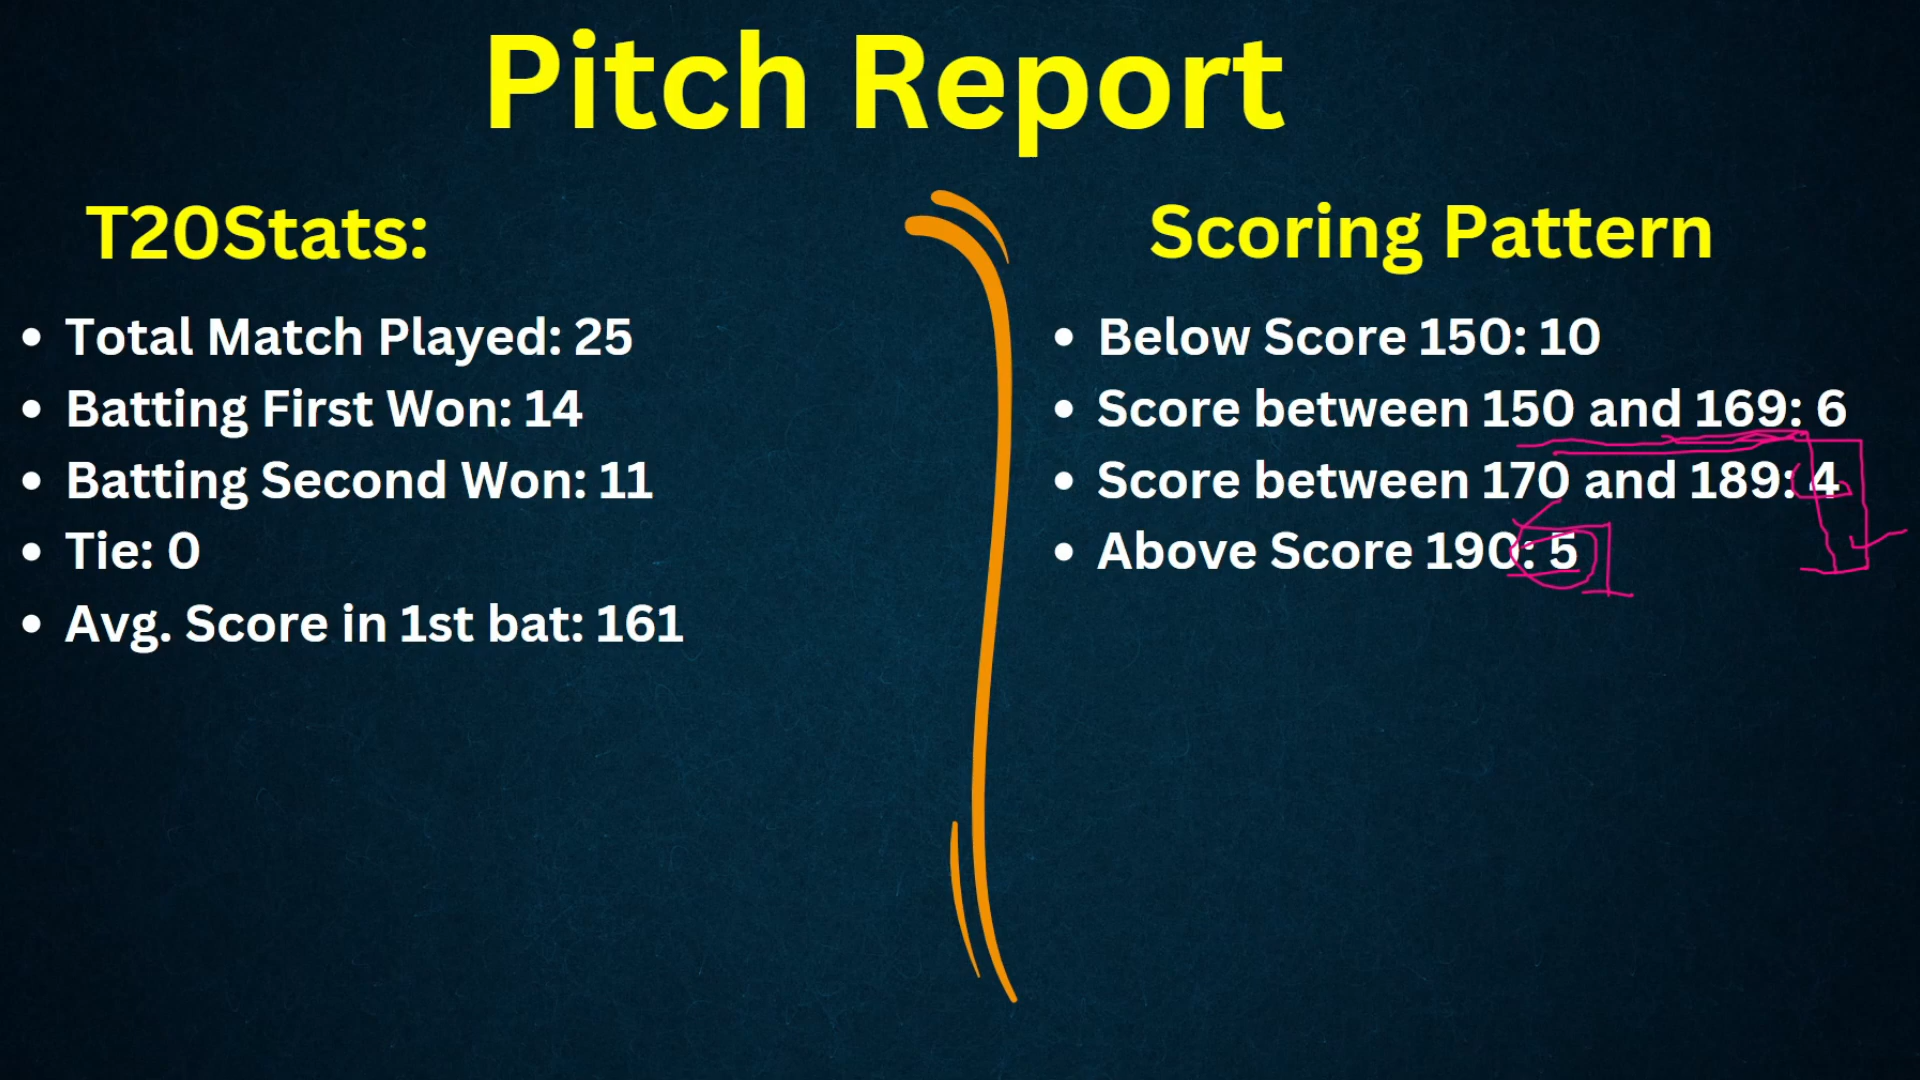 Pitch Report
T20Stats:
• Total Match Played: 25
• Batting First Won: 14
• Batting Second Won: 11
• Tie: 0
• Avg. Score in 1st bat: 161
Scoring Pattern
• Below Score 150: 10
• Score between 150 and 169: 6
• Score between 170 and 189: 4
• Above Score 190: 5